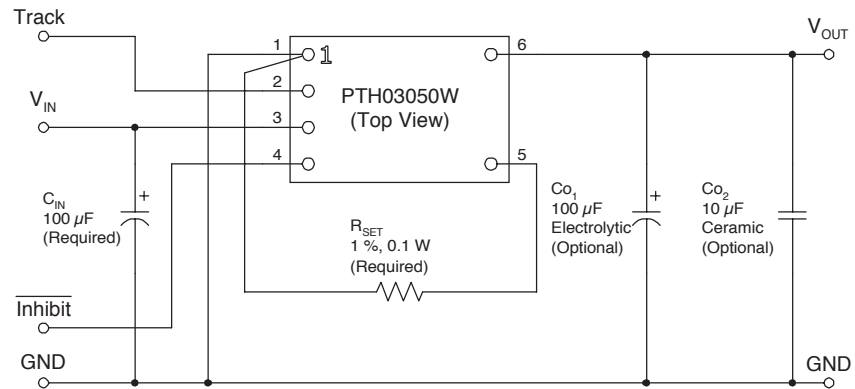 Track
V_OUT
1
1
6
2
PTH03050W
(Top View)
V_IN
3
4
5
C_IN
100 µF
(Required)
+
R_SET
1 %, 0.1 W
(Required)
Co_1
100 µF
Electrolytic
(Optional)
+
Co_2
10 µF
Ceramic
(Optional)
Inhibit
GND
GND